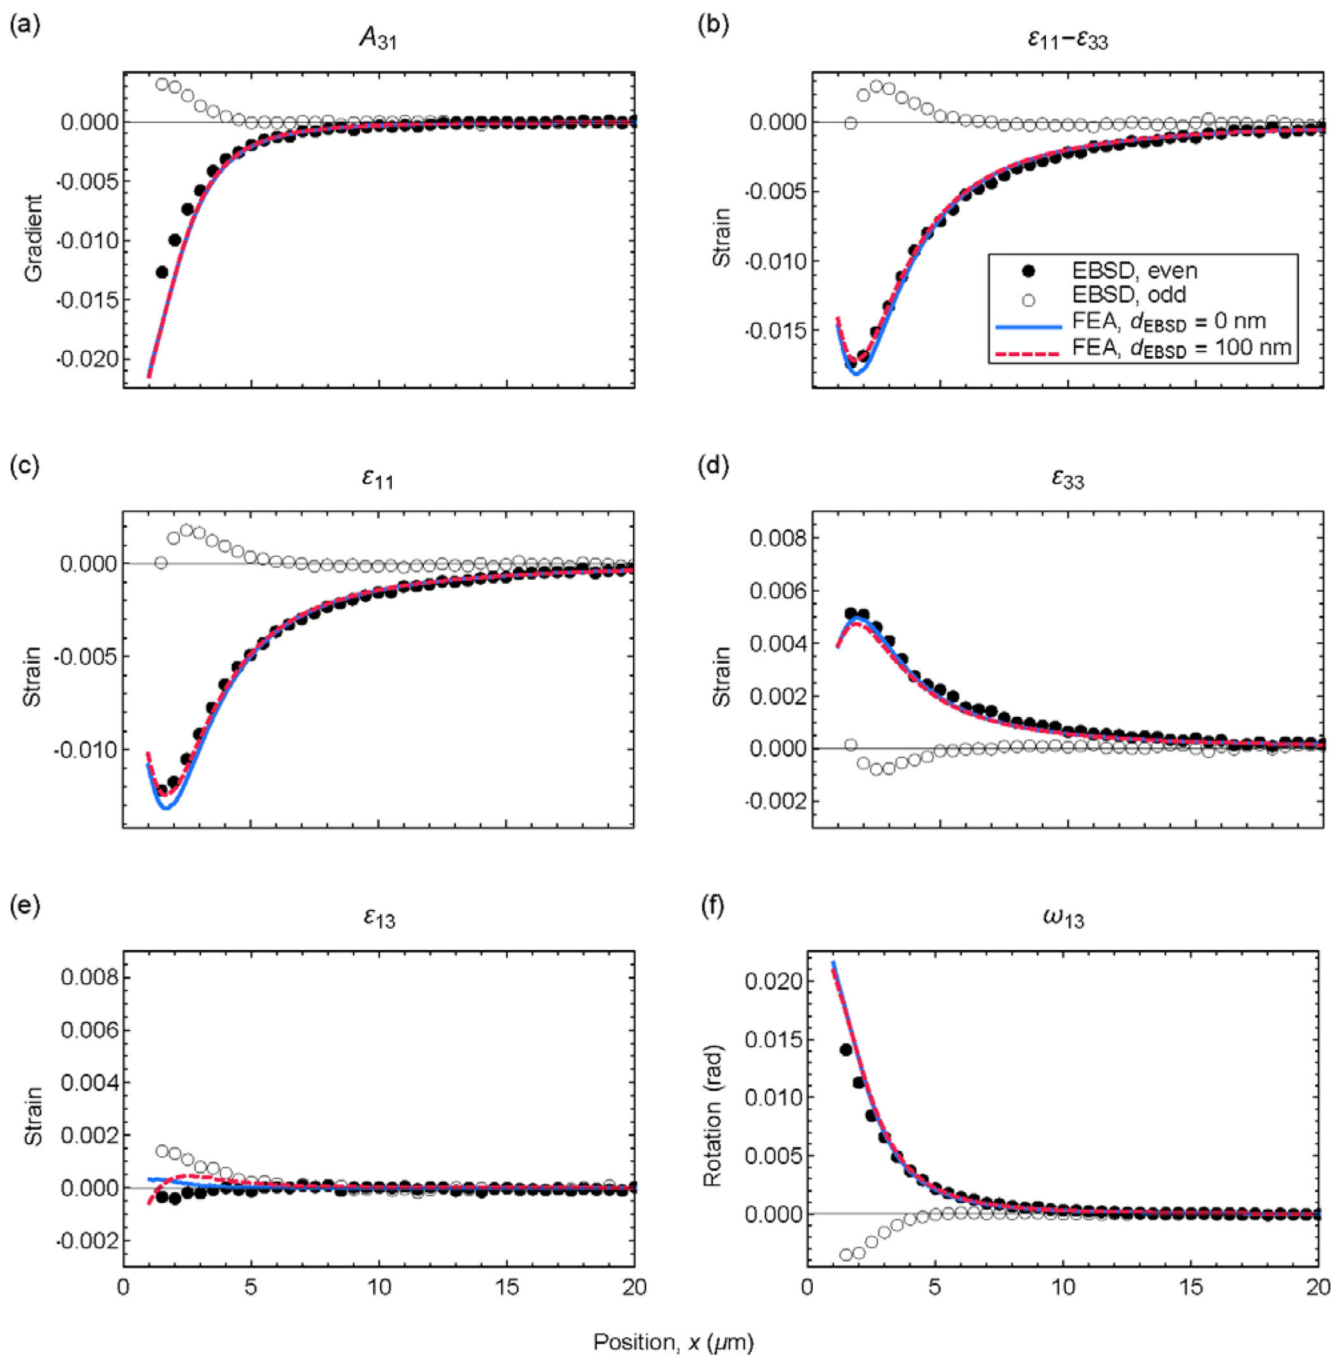 (a)
A31
0.000
-0.005
-0.010
-0.015
-0.020
Gradient
(b)
ε11−ε33
0.000
-0.005
-0.010
-0.015
Strain
EBSD, even
EBSD, odd
FEA, dEBSD = 0 nm
FEA, dEBSD = 100 nm
(c)
ε11
0.000
-0.005
-0.010
Strain
(d)
ε33
0.008
0.006
0.004
0.002
0.000
-0.002
Strain
(e)
ε13
0.008
0.006
0.004
0.002
0.000
-0.002
Strain
0 5 10 15 20
(f)
ω13
0.020
0.015
0.010
0.005
0.000
Rotation (rad)
0 5 10 15 20
Position, x (μm)